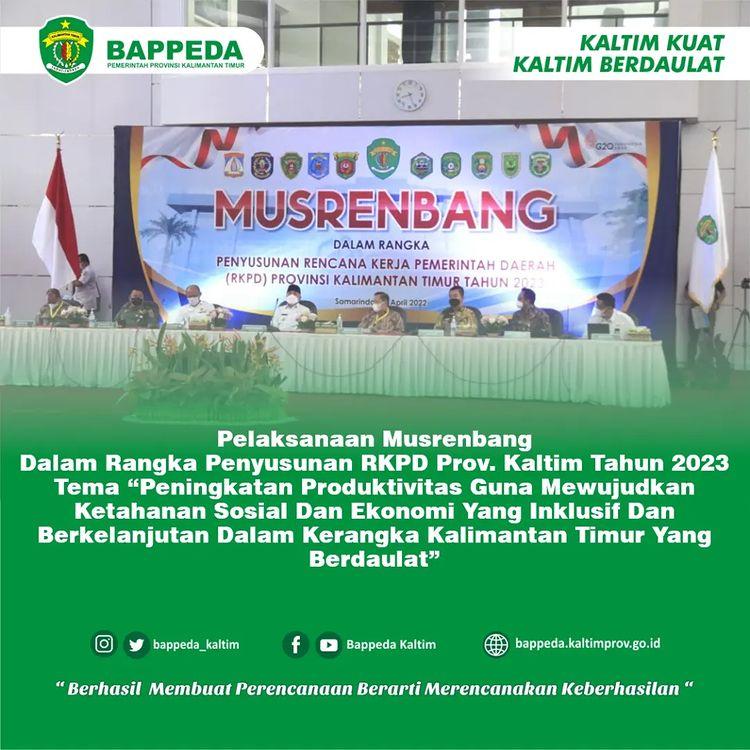 BAPPEDA
PEMERINTAH PROVINSI KALIMANTAN TIMUR
KALTIM KUAT
KALTIM BERDAULAT
G20
MUSRENBANG
DALAM RANGKA
PENYUSUNAN RENCANA KERJA PEMERINTAH DAERAH
(RKPD) PROVINSI KALIMANTAN TIMUR TAHUN 2023
Samarinda, April 2022
Pelaksanaan Musrenbang
Dalam Rangka Penyusunan RKPD Prov. Kaltim Tahun 2023
Tema “Peningkatan Produktivitas Guna Mewujudkan
Ketahanan Sosial Dan Ekonomi Yang Inklusif Dan
Berkelanjutan Dalam Kerangka Kalimantan Timur Yang
Berdaulat”
bappeda_kaltim
Bappeda Kaltim
bappeda.kaltimprov.go.id
“ Berhasil Membuat Perencanaan Berarti Merencanakan Keberhasilan “